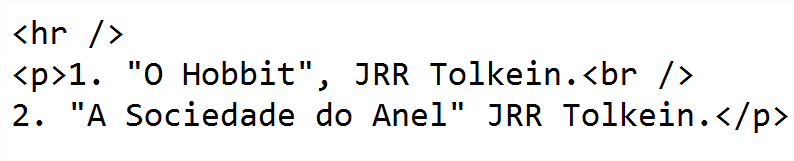 <hr />
<p>1. "O Hobbit", JRR Tolkein.<br />
2. "A Sociedade do Anel" JRR Tolkein.</p>